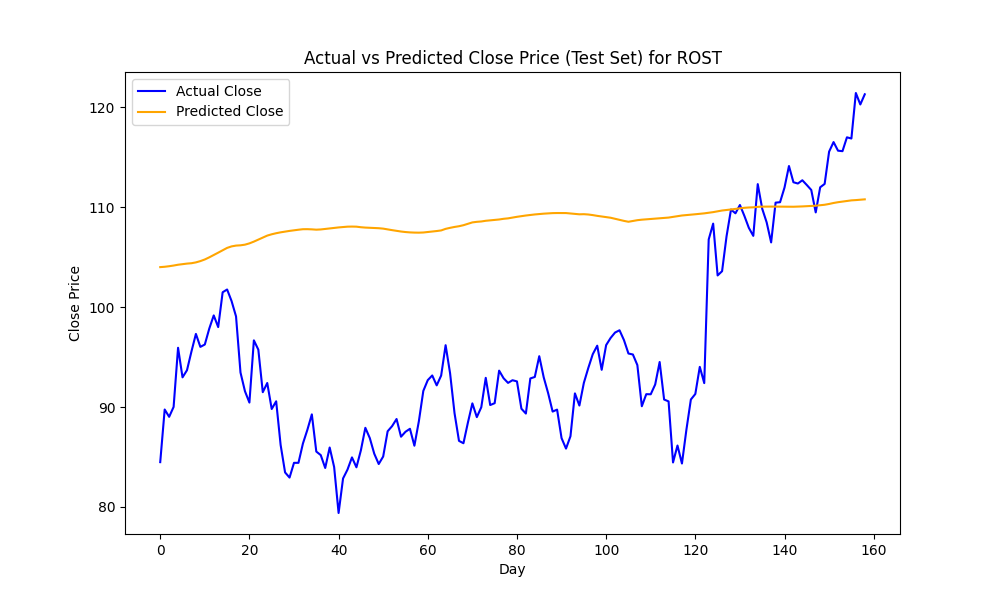 Actual vs Predicted Close Price (Test Set) for ROST
Actual Close
Predicted Close
120
110
100
90
80
Close Price
0 20 40 60 80 100 120 140 160
Day